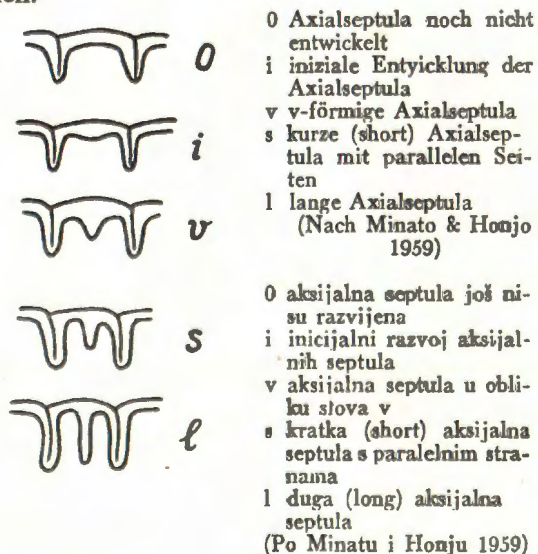 0
i
v
s
l
0 Axialseptula noch nicht
entwickelt
i iniziale Entyicklung der
Axialseptula
v v-förmige Axialseptula
s kurze (short) Axialsep-
tula mit parallelen Sei-
ten
l lange Axialseptula
(Nach Minato & Honjo
1959)
0 aksijalna septula još ni-
su razvijena
i inicijalni razvoj aksijal-
nih septula
v aksijalna septula u obli-
ku slova v
s kratka (short) aksijalna
septula s paralelnim stra-
nama
l duga (long) aksijalna
septula
(Po Minatu i Honju 1959)